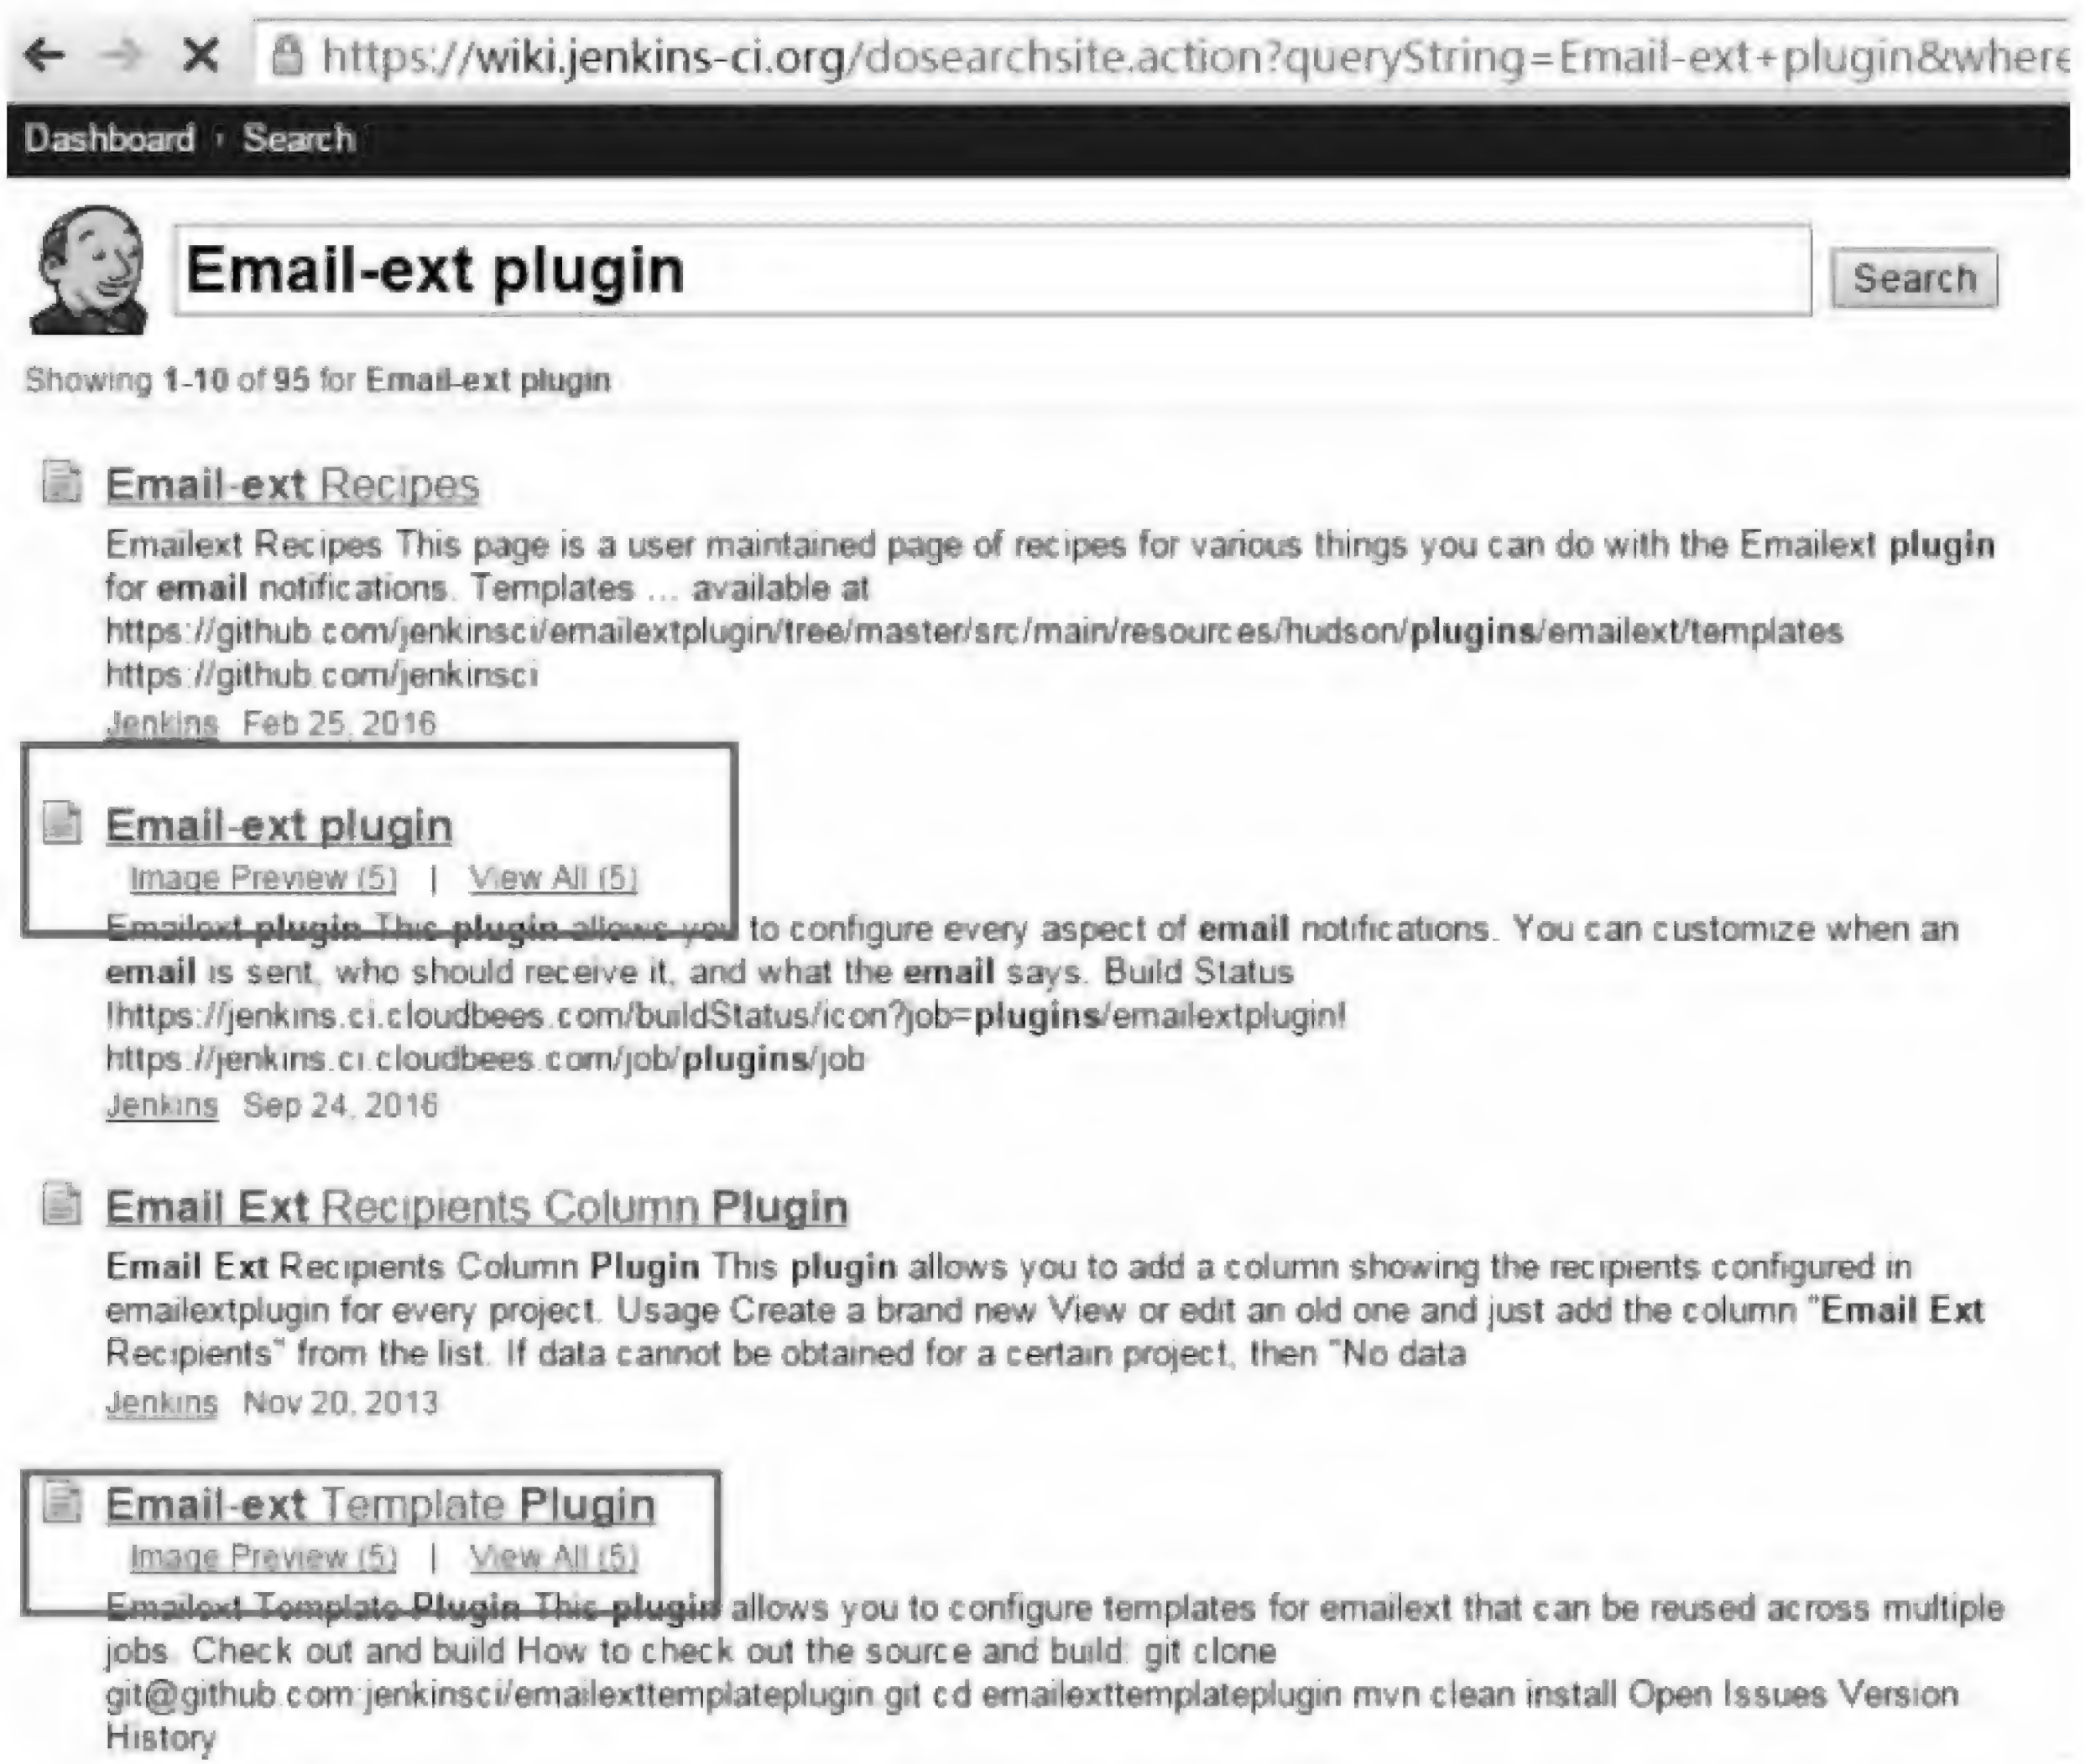 https://wiki.jenkins-ci.org/dosearchsite.action?queryString=Email-ext+plugin&where
Dashboard › Search
Email-ext plugin
Search
Showing 1-10 of 95 for Email-ext plugin
Email-ext Recipes
Emailext Recipes This page is a user maintained page of recipes for various things you can do with the Emailext plugin
for email notifications. Templates ... available at
https://github.com/jenkinsci/emailextplugin/tree/master/src/main/resources/hudson/plugins/emailext/templates
https://github.com/jenkinsci
Jenkins Feb 25, 2016
Email-ext plugin
Image Preview (5) | View All (5)
Emailext plugin This plugin allows you to configure every aspect of email notifications. You can customize when an
email is sent, who should receive it, and what the email says. Build Status
!https://jenkins.ci.cloudbees.com/buildStatus/icon?job=plugins/emailextplugin!
https://jenkins.ci.cloudbees.com/job/plugins/job
Jenkins Sep 24, 2016
Email Ext Recipients Column Plugin
Email Ext Recipients Column Plugin This plugin allows you to add a column showing the recipients configured in
emailextplugin for every project. Usage Create a brand new View or edit an old one and just add the column "Email Ext
Recipients" from the list. If data cannot be obtained for a certain project, then "No data
Jenkins Nov 20, 2013
Email-ext Template Plugin
Image Preview (5) | View All (5)
Emailext Template Plugin This plugin allows you to configure templates for emailext that can be reused across multiple
jobs. Check out and build How to check out the source and build: git clone
git@github.com:jenkinsci/emailexttemplateplugin.git cd emailexttemplateplugin mvn clean install Open Issues Version
History